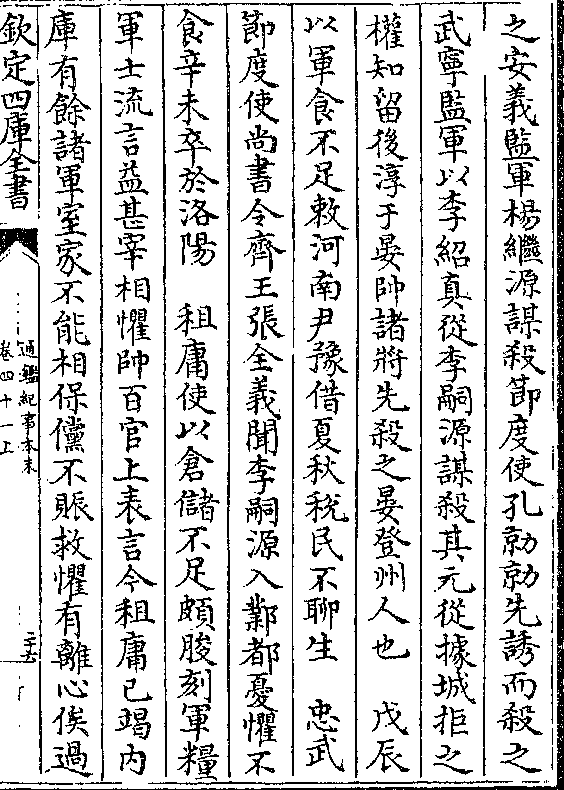 之安義監軍楊繼源謀殺節度使孔勍勍先誘而殺之
武寧監軍以李紹真從李嗣源謀殺其元從據城拒之
權知留後淳于晏帥諸將先殺之晏登州人也　戊辰
以軍食不足敕河南尹豫借夏秋稅民不聊生　忠武
節度使尚書令齊王張全義聞李嗣源入鄴都憂懼不
食辛未卒於洛陽　租庸使以倉儲不足頗朘刻軍糧
軍士流言益甚宰相懼帥百官上表言今租庸已竭内
庫有餘諸軍室家不能相保儻不賑救懼有離心俟過
欽定四庫全書
通鑑紀事本末
卷四十一上
二十六